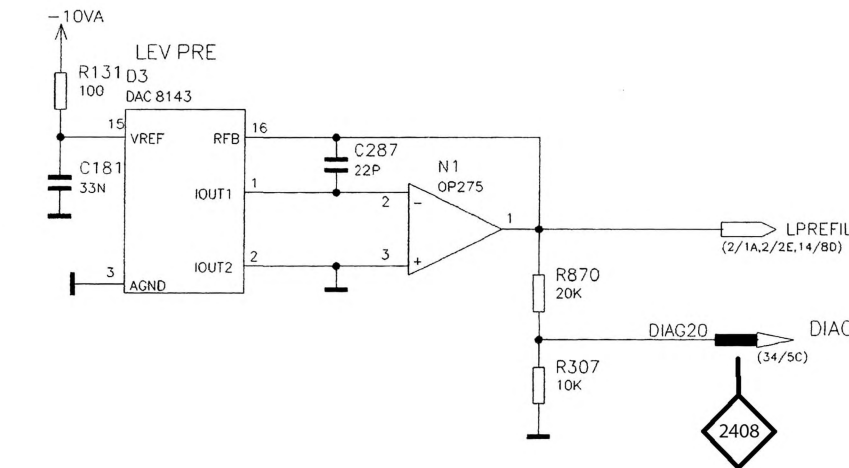 -10VA
LEV PRE
R131
100
D3
DAC 8143
15
VREF
RFB
16
C181
33N
C287
22P
N1
OP275
IOUT1
1
2
-
1
LPREFIL
(2/1A,2/2E,14/8D)
IOUT2
2
3
+
3
AGND
R870
20K
DIAG20
DIAG
(34/5C)
R307
10K
2408